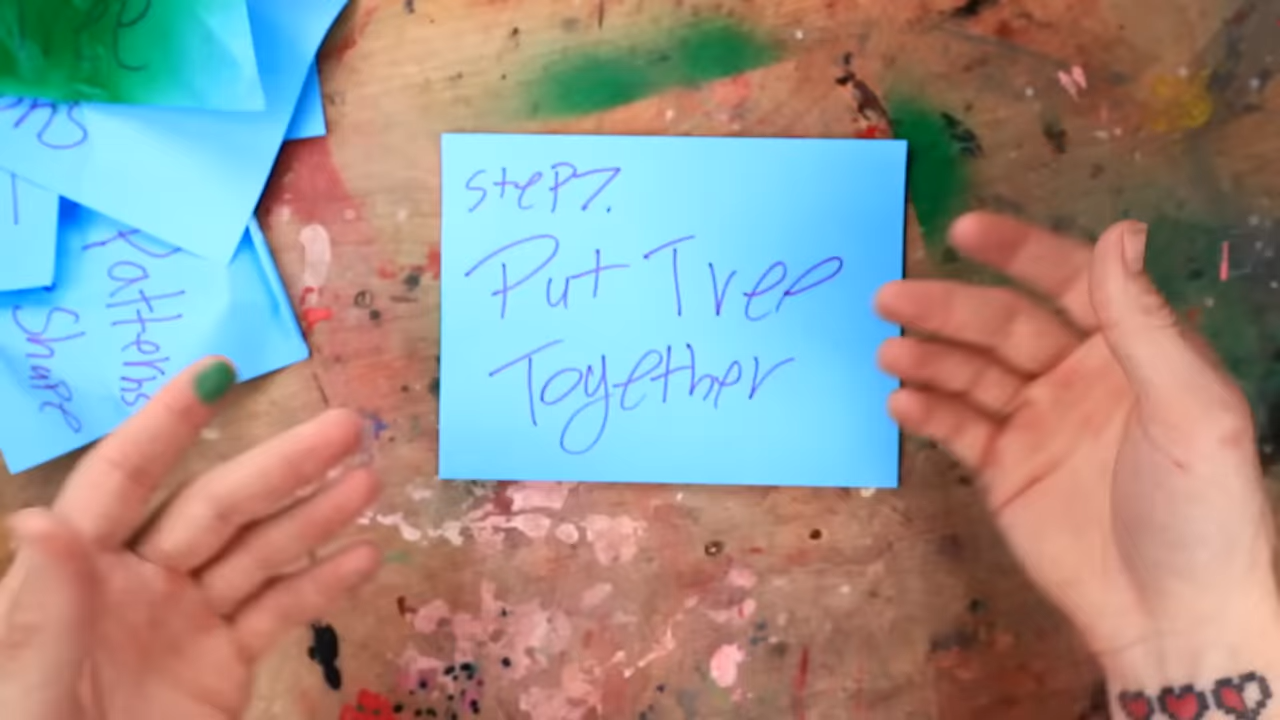 Step 7.
Put Tree
Together
Patterns
Shape